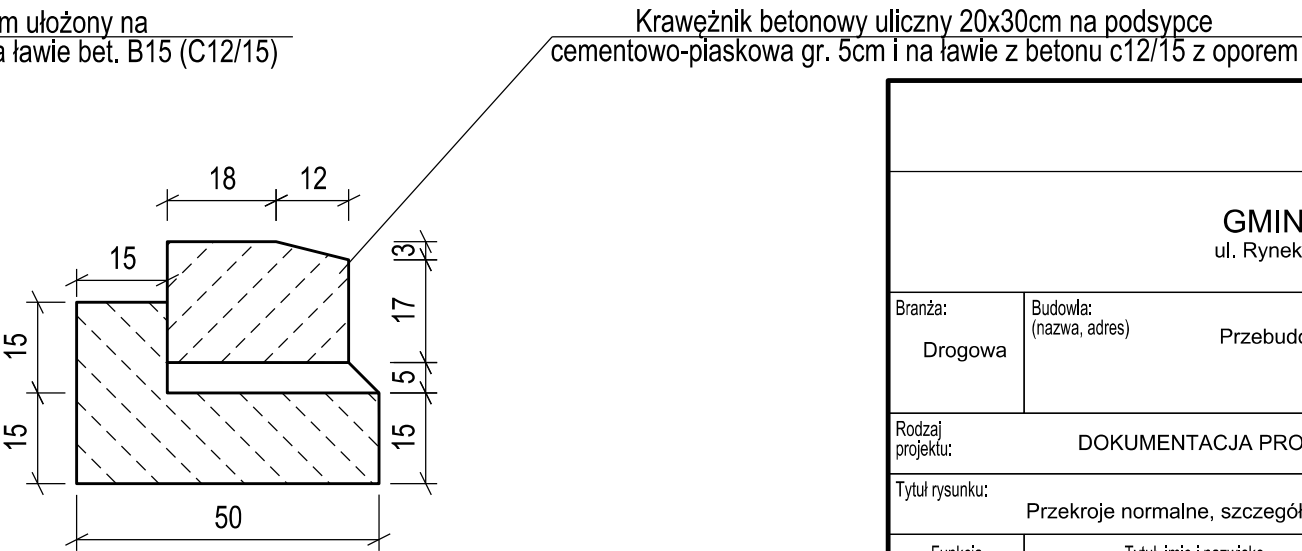 m ułożony na
a ławie bet. B15 (C12/15)
Krawężnik betonowy uliczny 20x30cm na podsypce
cementowo-piaskowa gr. 5cm i na ławie z betonu c12/15 z oporem
18
12
15
3
17
5
15
15
15
50
GMIN
ul. Rynek
Branża:
Drogowa
Budowla:
(nazwa, adres)
Przebudo
Rodzaj
projektu:
DOKUMENTACJA PRO
Tytuł rysunku:
Przekroje normalne, szczegół